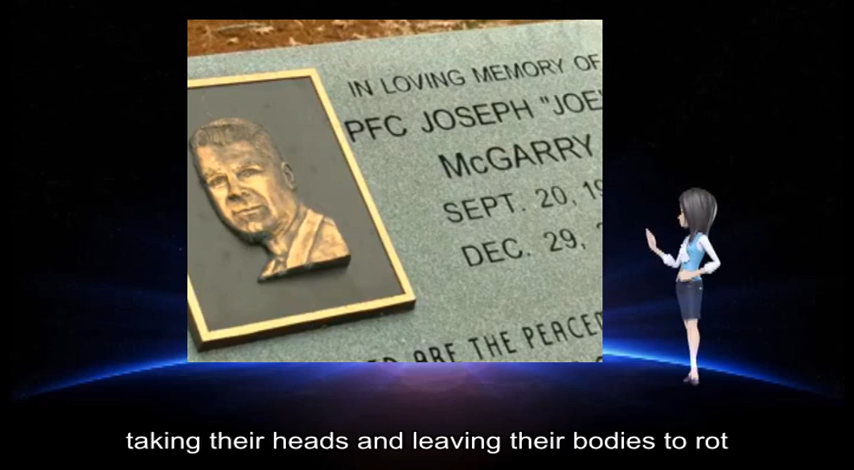 IN LOVING MEMORY OF
PFC JOSEPH "JOE
McGARRY
SEPT. 20, 19
DEC. 29,
ARE THE PEACE
taking their heads and leaving their bodies to rot